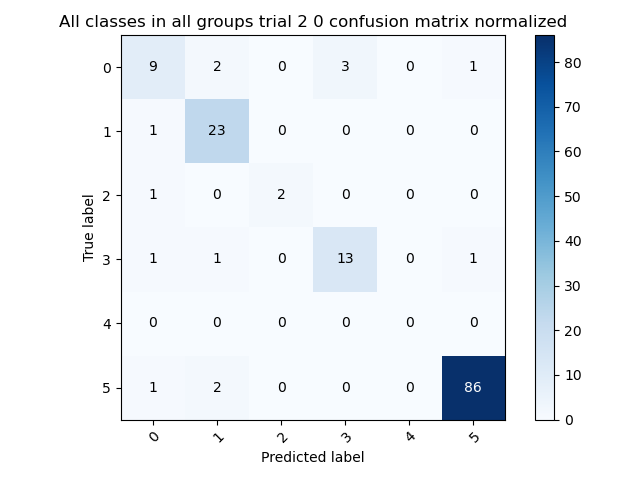 All classes in all groups trial 2 0 confusion matrix normalized
True label
0 9 2 0 3 0 1
1 1 23 0 0 0 0
2 1 0 2 0 0 0
3 1 1 0 13 0 1
4 0 0 0 0 0 0
5 1 2 0 0 0 86
0 1 2 3 4 5
Predicted label
80
70
60
50
40
30
20
10
0